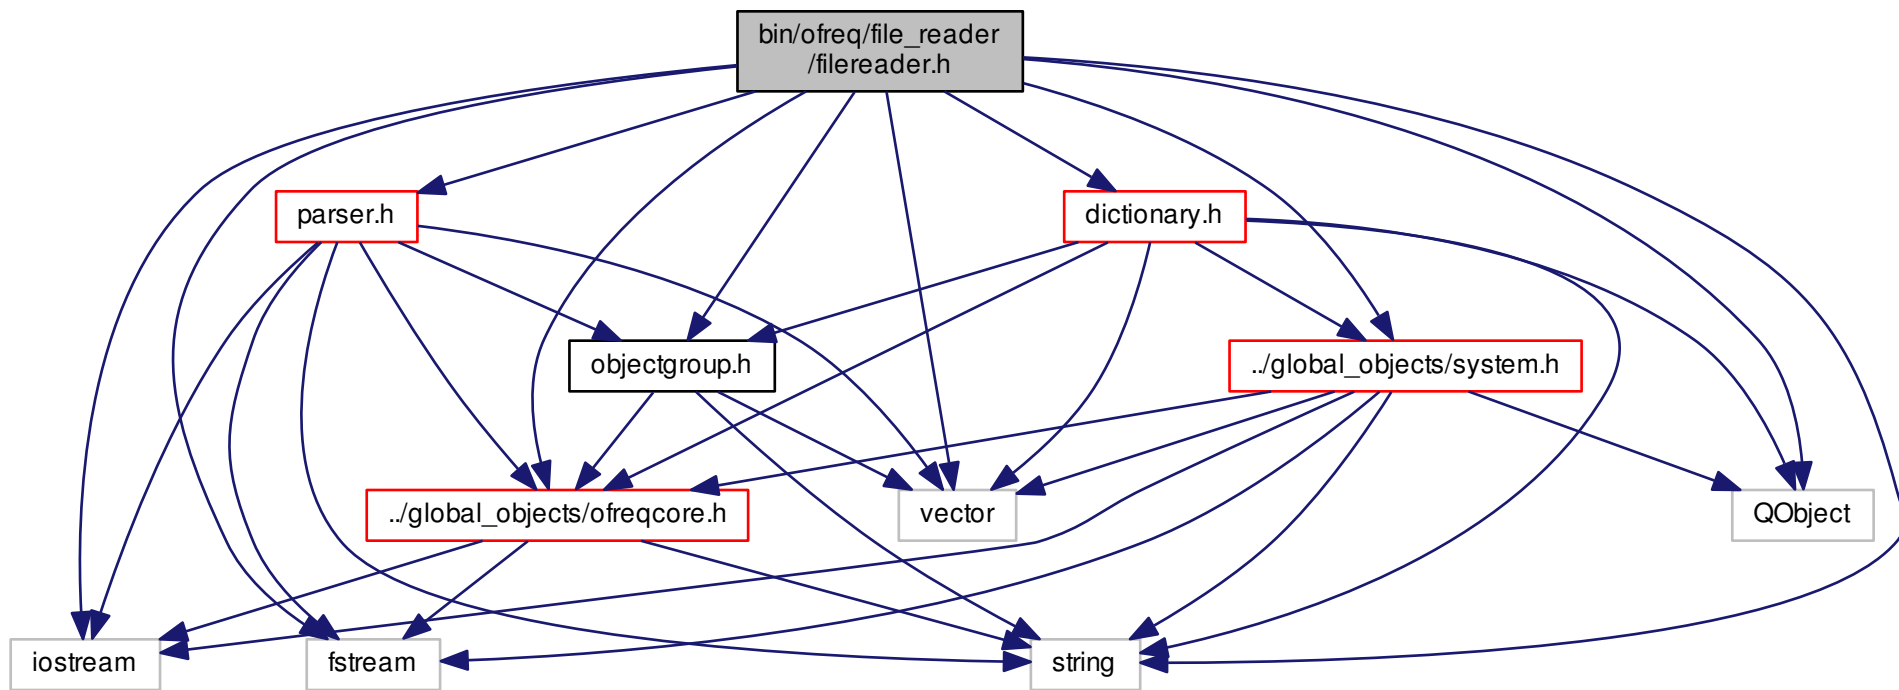 bin/ofreq/file_reader
/filereader.h
parser.h
dictionary.h
objectgroup.h
../global_objects/system.h
../global_objects/ofreqcore.h
vector
QObject
iostream
fstream
string